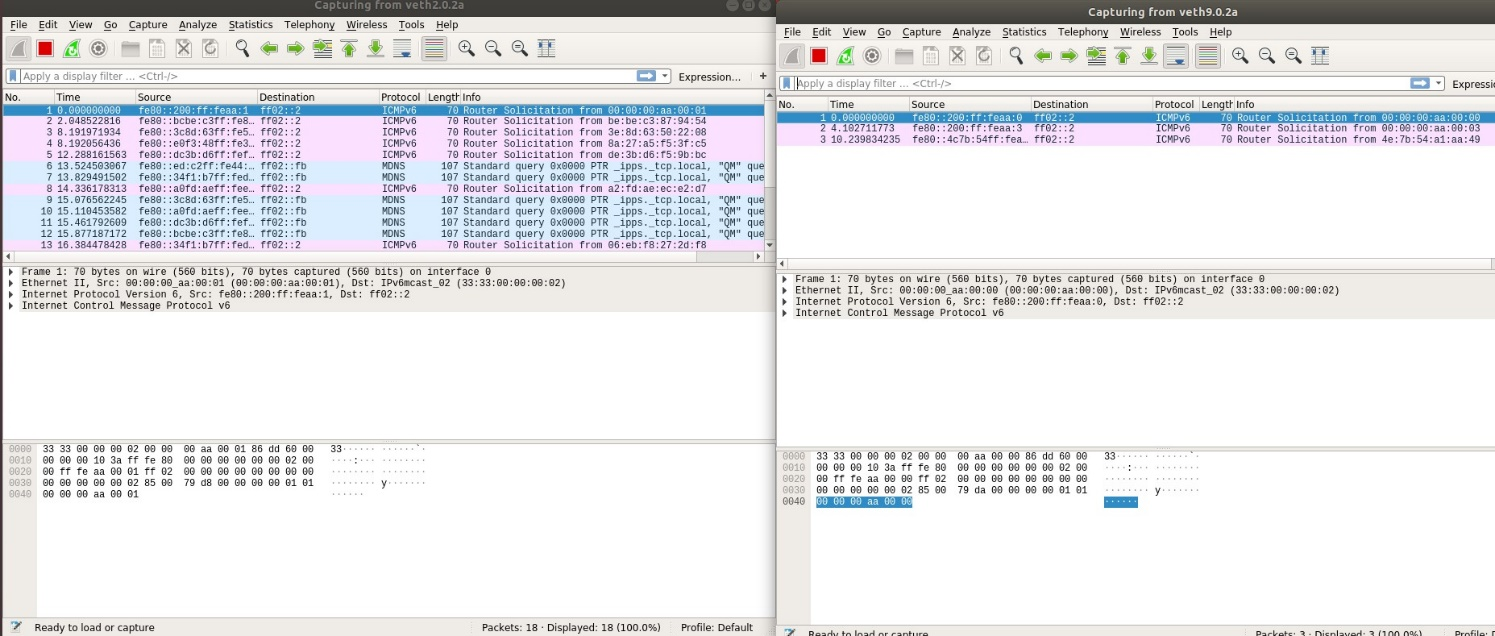 Capturing from veth2.0.2a
File Edit View Go Capture Analyze Statistics Telephony Wireless Tools Help
Apply a display filter ... <Ctrl-/>
Expression... +
No. Time Source Destination Protocol Length Info
1 0.000000000 fe80::200:ff:feaa:1 ff02::2 ICMPv6 70 Router Solicitation from 00:00:00:aa:00:01
2 2.048522816 fe80::bcbe:c3ff:fe8… ff02::2 ICMPv6 70 Router Solicitation from be:be:c3:87:94:54
3 8.191971934 fe80::3c8d:63ff:fe5… ff02::2 ICMPv6 70 Router Solicitation from 3e:8d:63:50:22:08
4 8.192056436 fe80::e0f3:48ff:fe3… ff02::2 ICMPv6 70 Router Solicitation from 8a:27:a5:f5:3f:c5
5 12.288161563 fe80::dc3b:d6ff:fef… ff02::2 ICMPv6 70 Router Solicitation from de:3b:d6:f5:9b:bc
6 13.524503067 fe80::ed:c2ff:fe44:… ff02::fb MDNS 107 Standard query 0x0000 PTR _ipps._tcp.local, "QM" que
7 13.829491502 fe80::34f1:b7ff:fed… ff02::fb MDNS 107 Standard query 0x0000 PTR _ipps._tcp.local, "QM" que
8 14.336178313 fe80::a0fd:aeff:fee… ff02::2 ICMPv6 70 Router Solicitation from a2:fd:ae:ec:e2:d7
9 15.076562245 fe80::3c8d:63ff:fe5… ff02::fb MDNS 107 Standard query 0x0000 PTR _ipps._tcp.local, "QM" que
10 15.110453582 fe80::a0fd:aeff:fee… ff02::fb MDNS 107 Standard query 0x0000 PTR _ipps._tcp.local, "QM" que
11 15.461792609 fe80::dc3b:d6ff:fef… ff02::fb MDNS 107 Standard query 0x0000 PTR _ipps._tcp.local, "QM" que
12 15.877187172 fe80::bcbe:c3ff:fe8… ff02::fb MDNS 107 Standard query 0x0000 PTR _ipps._tcp.local, "QM" que
13 16.384478428 fe80::34f1:b7ff:fed… ff02::2 ICMPv6 70 Router Solicitation from 06:eb:f8:27:2d:f8
Frame 1: 70 bytes on wire (560 bits), 70 bytes captured (560 bits) on interface 0
Ethernet II, Src: 00:00:00_aa:00:01 (00:00:00:aa:00:01), Dst: IPv6mcast_02 (33:33:00:00:00:02)
Internet Protocol Version 6, Src: fe80::200:ff:feaa:1, Dst: ff02::2
Internet Control Message Protocol v6
0000 33 33 00 00 00 02 00 00 00 aa 00 01 86 dd 60 00 33······ ······`·
0010 00 00 00 10 3a ff fe 80 00 00 00 00 00 00 02 00 ····:··· ········
0020 00 ff fe aa 00 01 ff 02 00 00 00 00 00 00 00 00 ········ ········
0030 00 00 00 00 00 02 85 00 79 d8 00 00 00 00 01 01 ········ y·······
0040 00 00 00 aa 00 01 ······
Ready to load or capture
Packets: 18 · Displayed: 18 (100.0%) Profile: Default
Capturing from veth9.0.2a
File Edit View Go Capture Analyze Statistics Telephony Wireless Tools Help
Apply a display filter ... <Ctrl-/>
Expressi
No. Time Source Destination Protocol Length Info
1 0.000000000 fe80::200:ff:feaa:0 ff02::2 ICMPv6 70 Router Solicitation from 00:00:00:aa:00:00
2 4.102711773 fe80::200:ff:feaa:3 ff02::2 ICMPv6 70 Router Solicitation from 00:00:00:aa:00:03
3 10.239834235 fe80::4c7b:54ff:fea… ff02::2 ICMPv6 70 Router Solicitation from 4e:7b:54:a1:aa:49
Frame 1: 70 bytes on wire (560 bits), 70 bytes captured (560 bits) on interface 0
Ethernet II, Src: 00:00:00_aa:00:00 (00:00:00:aa:00:00), Dst: IPv6mcast_02 (33:33:00:00:00:02)
Internet Protocol Version 6, Src: fe80::200:ff:feaa:0, Dst: ff02::2
Internet Control Message Protocol v6
0000 33 33 00 00 00 02 00 00 00 aa 00 00 86 dd 60 00 33······ ······`·
0010 00 00 00 10 3a ff fe 80 00 00 00 00 00 00 02 00 ····:··· ········
0020 00 ff fe aa 00 00 ff 02 00 00 00 00 00 00 00 00 ········ ········
0030 00 00 00 00 00 02 85 00 79 da 00 00 00 00 01 01 ········ y·······
0040 00 00 00 aa 00 00 ······
Ready to load or capture
Packets: 3 · Displayed: 3 (100.0%) Profile: